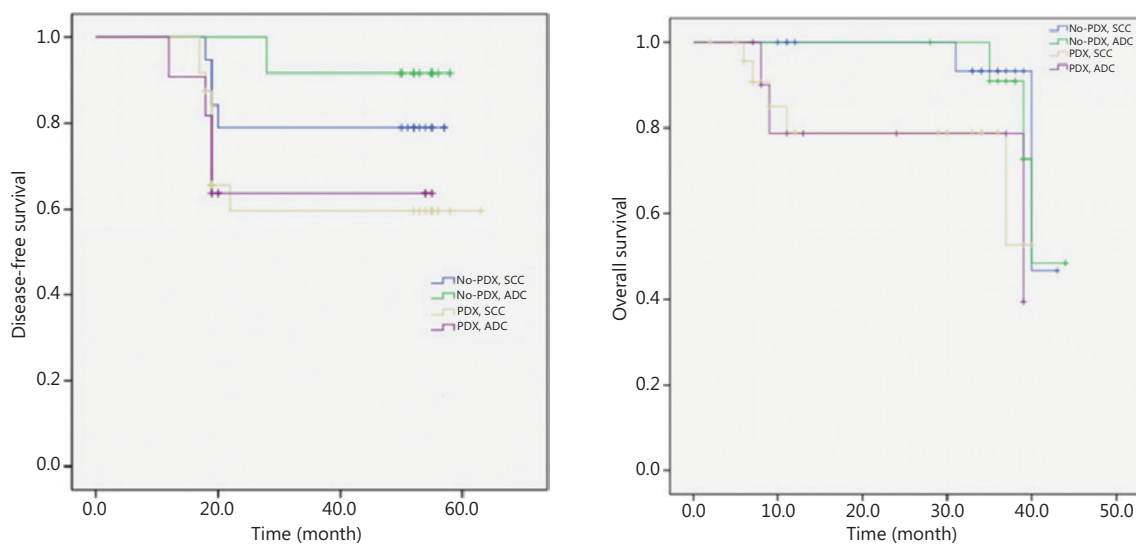 Disease-free survival
1.0
0.8
0.6
0.4
0.2
0.0
No-PDX, SCC
No-PDX, ADC
PDX, SCC
PDX, ADC
0.0 20.0 40.0 60.0
Time (month)
Overall survival
1.0
0.8
0.6
0.4
0.2
0.0
No-PDX, SCC
No-PDX, ADC
PDX, SCC
PDX, ADC
0.0 10.0 20.0 30.0 40.0 50.0
Time (month)